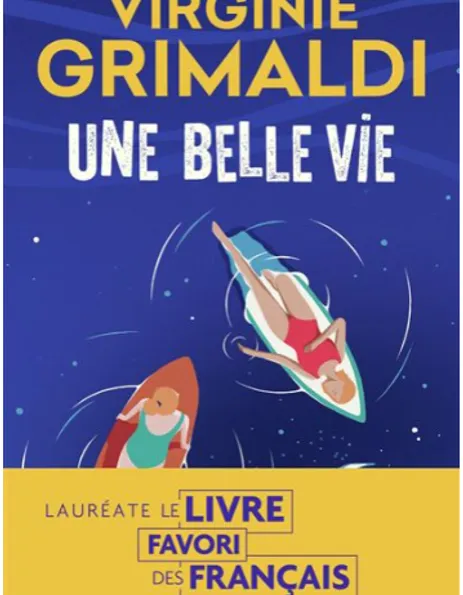 VIRGINIE
GRIMALDI
UNE BELLE VIE
LAURÉATE LE LIVRE
FAVORI
DES FRANÇAIS